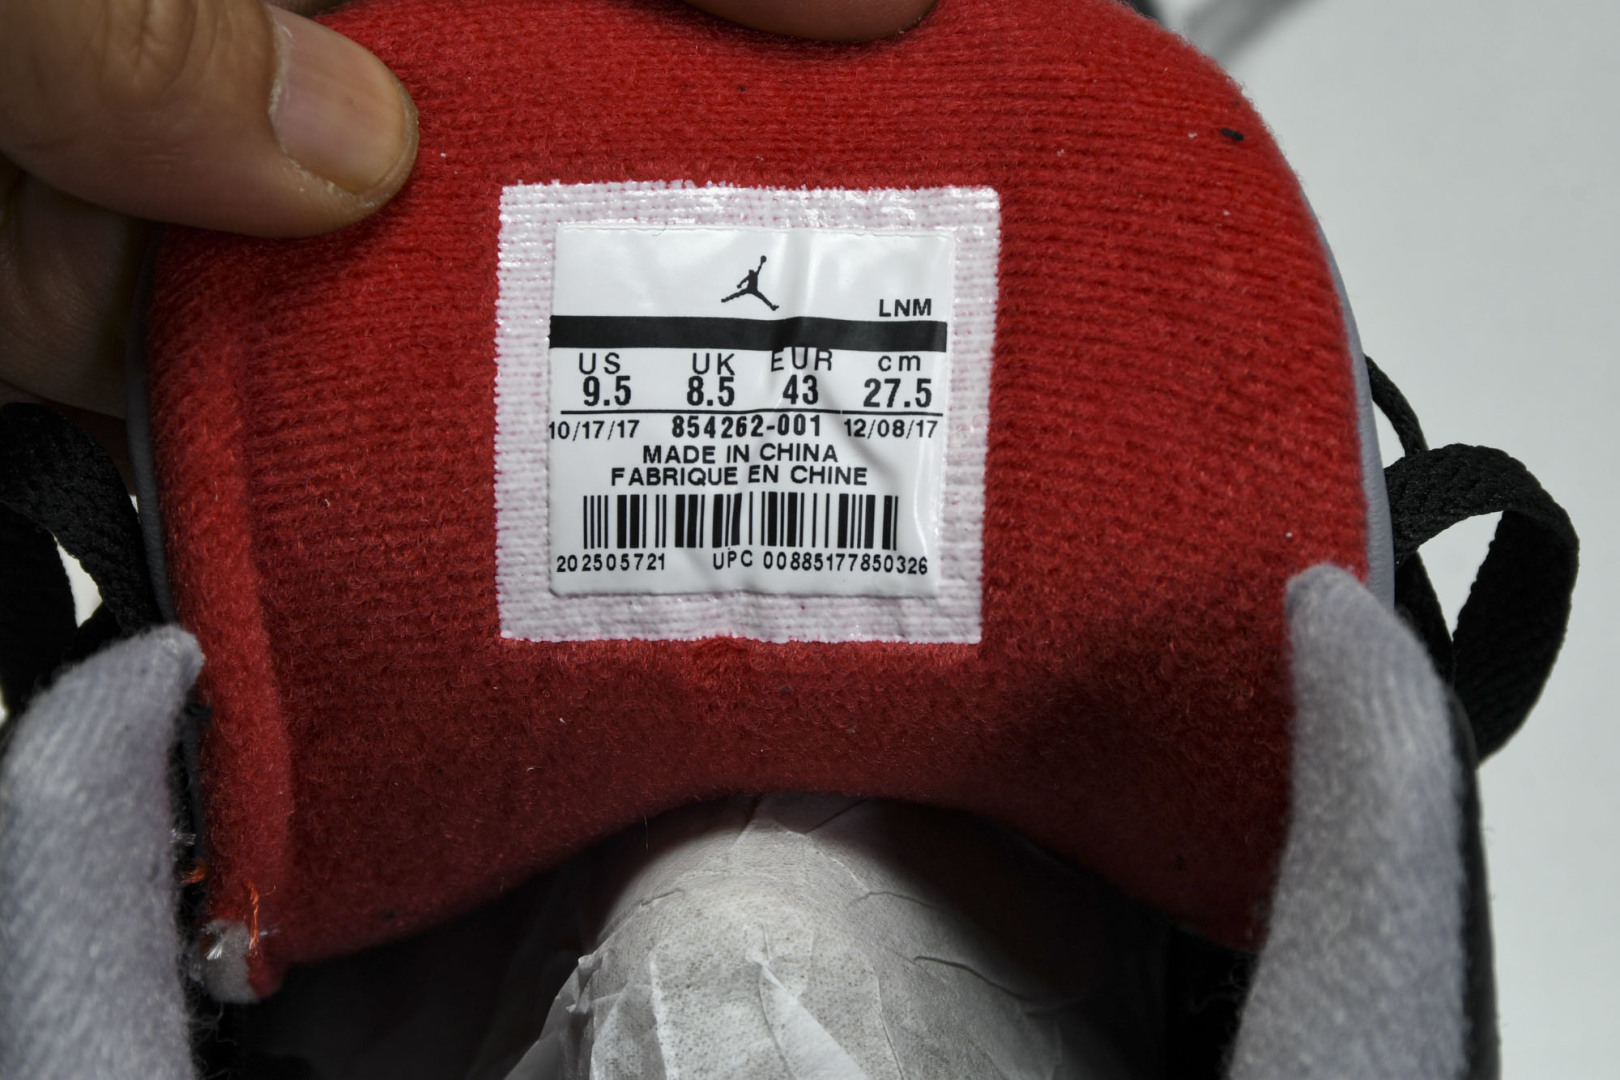 LNM
US UK EUR cm
9.5 8.5 43 27.5
10/17/17 854262-001 12/08/17
MADE IN CHINA
FABRIQUE EN CHINE
202505721 UPC 00885177850326